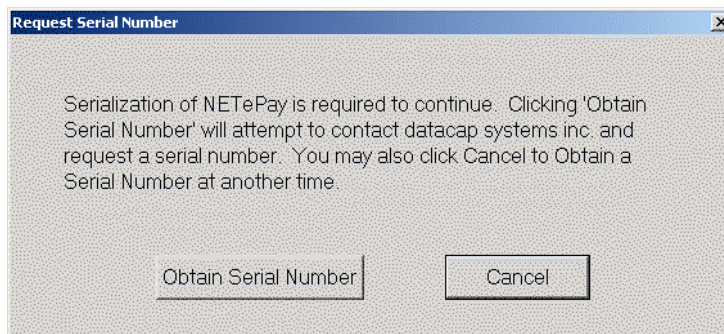 Request Serial Number
Serialization of NETePay is required to continue.  Clicking 'Obtain
Serial Number' will attempt to contact datacap systems inc. and
request a serial number.  You may also click Cancel to Obtain a
Serial Number at another time.
Obtain Serial Number
Cancel